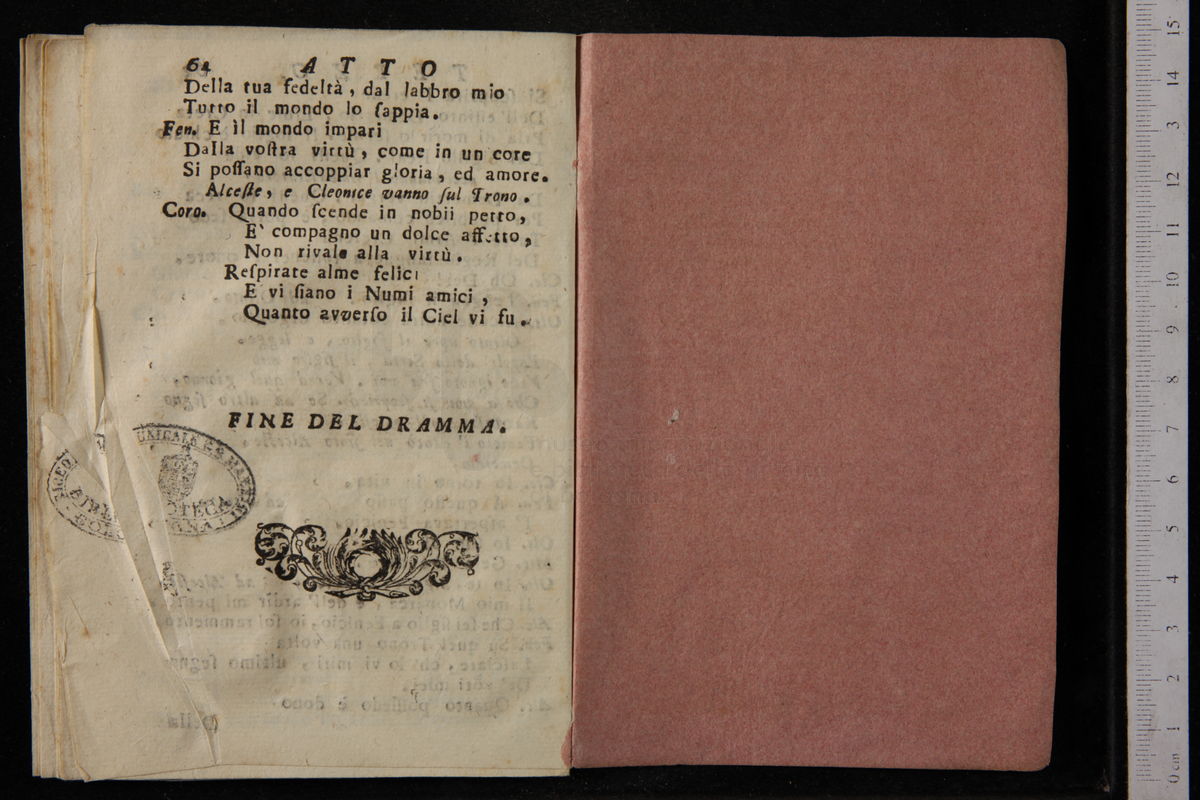 64 ATTO
Della tua fedeltà, dal labbro mio
Tutto il mondo lo ſappia.
Fen. E il mondo impari
Dalla voſtra virtù, come in un core
Si poſſano accoppiar gloria, ed amore.
Alceſte, e Cleonice vanno ſul Trono.
Coro. Quando ſcende in nobii petto,
E' compagno un dolce affetto,
Non rivale alla virtù.
Reſpirate alme felici
E vi ſiano i Numi amici,
Quanto avverſo il Ciel vi fu.
FINE DEL DRAMMA.